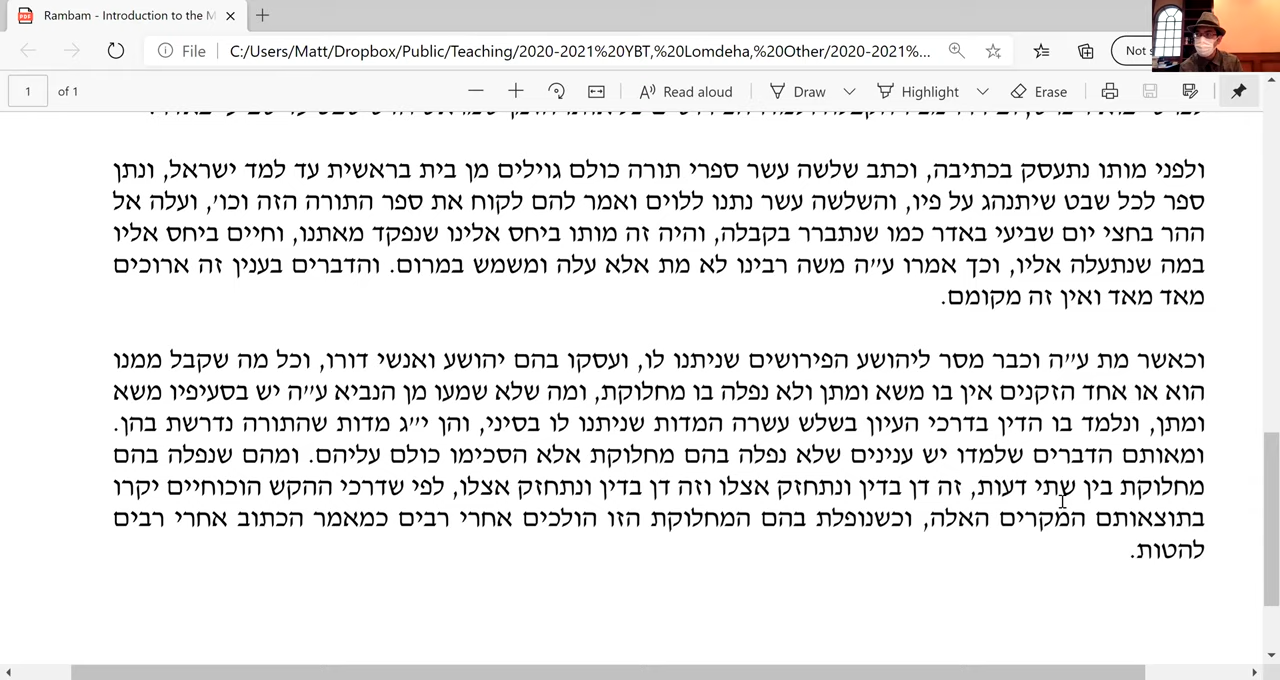 Rambam - Introduction to the M
File
C:/Users/Matt/Dropbox/Public/Teaching/2020-2021%20YBT,%20Lomdeha,%20Other/2020-2021%...
Not s
1 of 1
Read aloud
Draw
Highlight
Erase
ולפני מותו נתעסק בכתיבה, וכתב שלשה עשר ספרי תורה כולם גוילים מן בית בראשית עד למד ישראל, ונתן
ספר לכל שבט שיתנהג על פיו, והשלשה עשר נתנו ללוים ואמר להם לקוח את ספר התורה הזה וכו', ועלה אל
ההר בחצי יום שביעי באדר כמו שנתברר בקבלה, והיה זה מותו ביחס אלינו שנפקד מאתנו, וחיים ביחס אליו
במה שנתעלה אליו, וכך אמרו ע״ה משה רבינו לא מת אלא עלה ומשמש במרום. והדברים בענין זה ארוכים
מאד מאד ואין זה מקומם.
וכאשר מת ע״ה וכבר מסר ליהושע הפירושים שניתנו לו, ועסקו בהם יהושע ואנשי דורו, וכל מה שקבל ממנו
הוא או אחד הזקנים אין בו משא ומתן ולא נפלה בו מחלוקת, ומה שלא שמעו מן הנביא ע״ה יש בסעיפיו משא
ומתן, ונלמד בו הדין בדרכי העיון בשלש עשרה המדות שניתנו לו בסיני, והן י״ג מדות שהתורה נדרשת בהן.
ומאותם הדברים שלמדו יש ענינים שלא נפלה בהם מחלוקת אלא הסכימו כולם עליהם. ומהם שנפלה בהם
מחלוקת בין שתי דעות, זה דן בדין ונתחזק אצלו וזה דן בדין ונתחזק אצלו, לפי שדרכי ההקש הוכוחיים יקרו
בתוצאותם המקרים האלה, וכשנופלת בהם המחלוקת הזו הולכים אחרי רבים כמאמר הכתוב אחרי רבים
להטות.